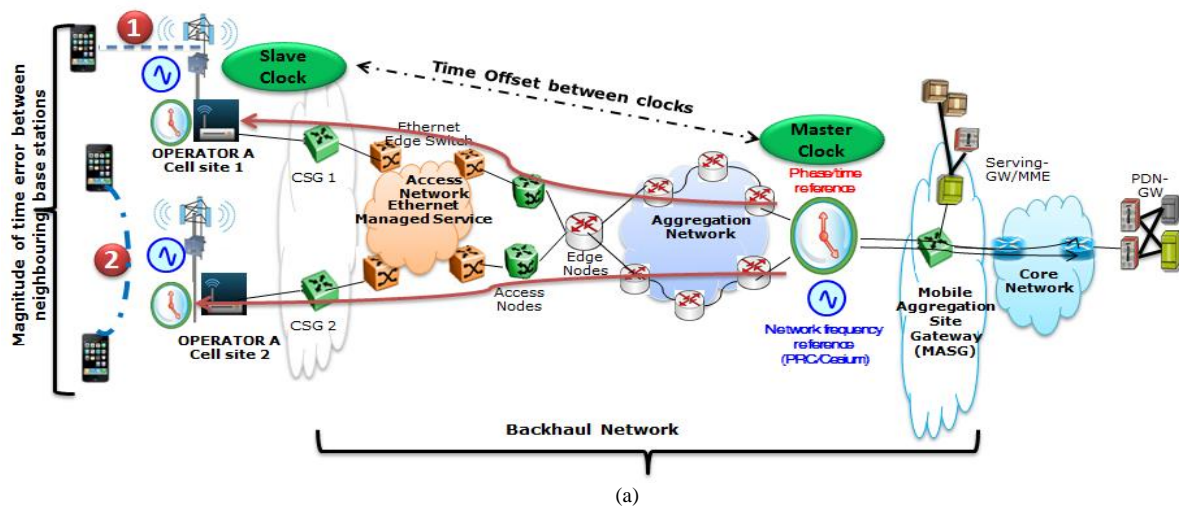 Magnitude of time error between
neighbouring base stations
1
2
Slave
Clock
Time Offset between clocks
Master
Clock
Phase/time
reference
OPERATOR A
Cell site 1
CSG 1
Ethernet
Edge Switch
Access
Network
Ethernet
Managed Service
Aggregation
Network
Edge
Nodes
Access
Nodes
OPERATOR A
Cell site 2
CSG 2
Network frequency
reference
(PRC/Cesium)
Serving-
GW/MME
PDN-
GW
Core
Network
Mobile
Aggregation
Site
Gateway
(MASG)
Backhaul Network
(a)